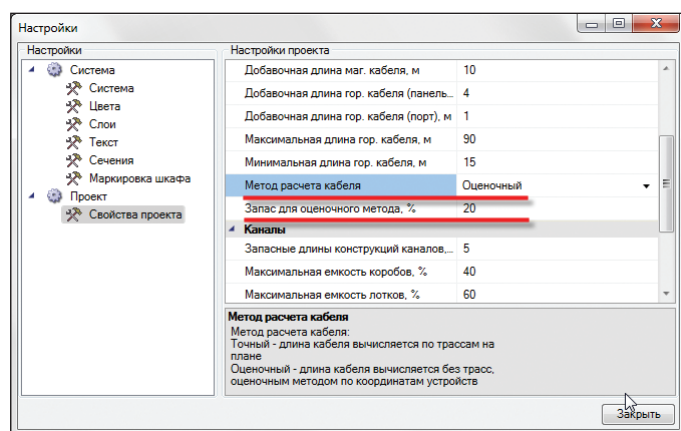 Настройки
Настройки
Система
Система
Цвета
Слои
Текст
Сечения
Маркировка шкафа
Проект
Свойства проекта
Настройки проекта
Добавочная длина маг. кабеля, м 10
Добавочная длина гор. кабеля (панель... 4
Добавочная длина гор. кабеля (порт), м 1
Максимальная длина гор. кабеля, м 90
Минимальная длина гор. кабеля, м 15
Метод расчета кабеля Оценочный
Запас для оценочного метода, % 20
Каналы
Запасные длины конструкций каналов,... 5
Максимальная емкость коробов, % 40
Максимальная емкость лотков, % 60
Метод расчета кабеля
Метод расчета кабеля:
Точный - длина кабеля вычисляется по трассам на
плане
Оценочный - длина кабеля вычисляется без трасс,
оценочным методом по координатам устройств
Закрыть